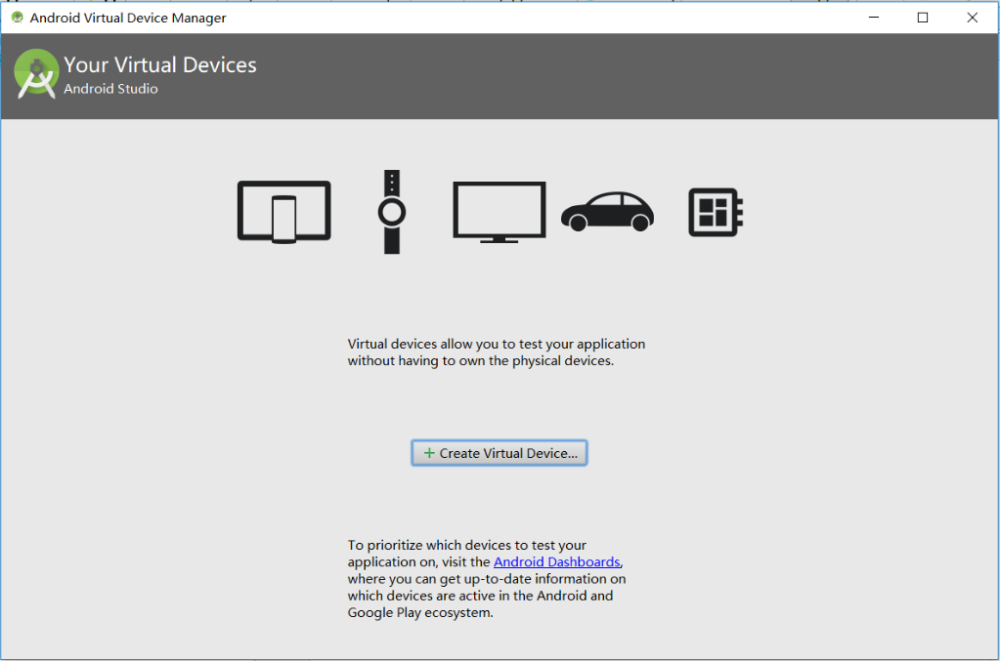 Android Virtual Device Manager
Your Virtual Devices
Android Studio
Virtual devices allow you to test your application
without having to own the physical devices.
Create Virtual Device...
To prioritize which devices to test your
application on, visit the Android Dashboards,
where you can get up-to-date information on
which devices are active in the Android and
Google Play ecosystem.